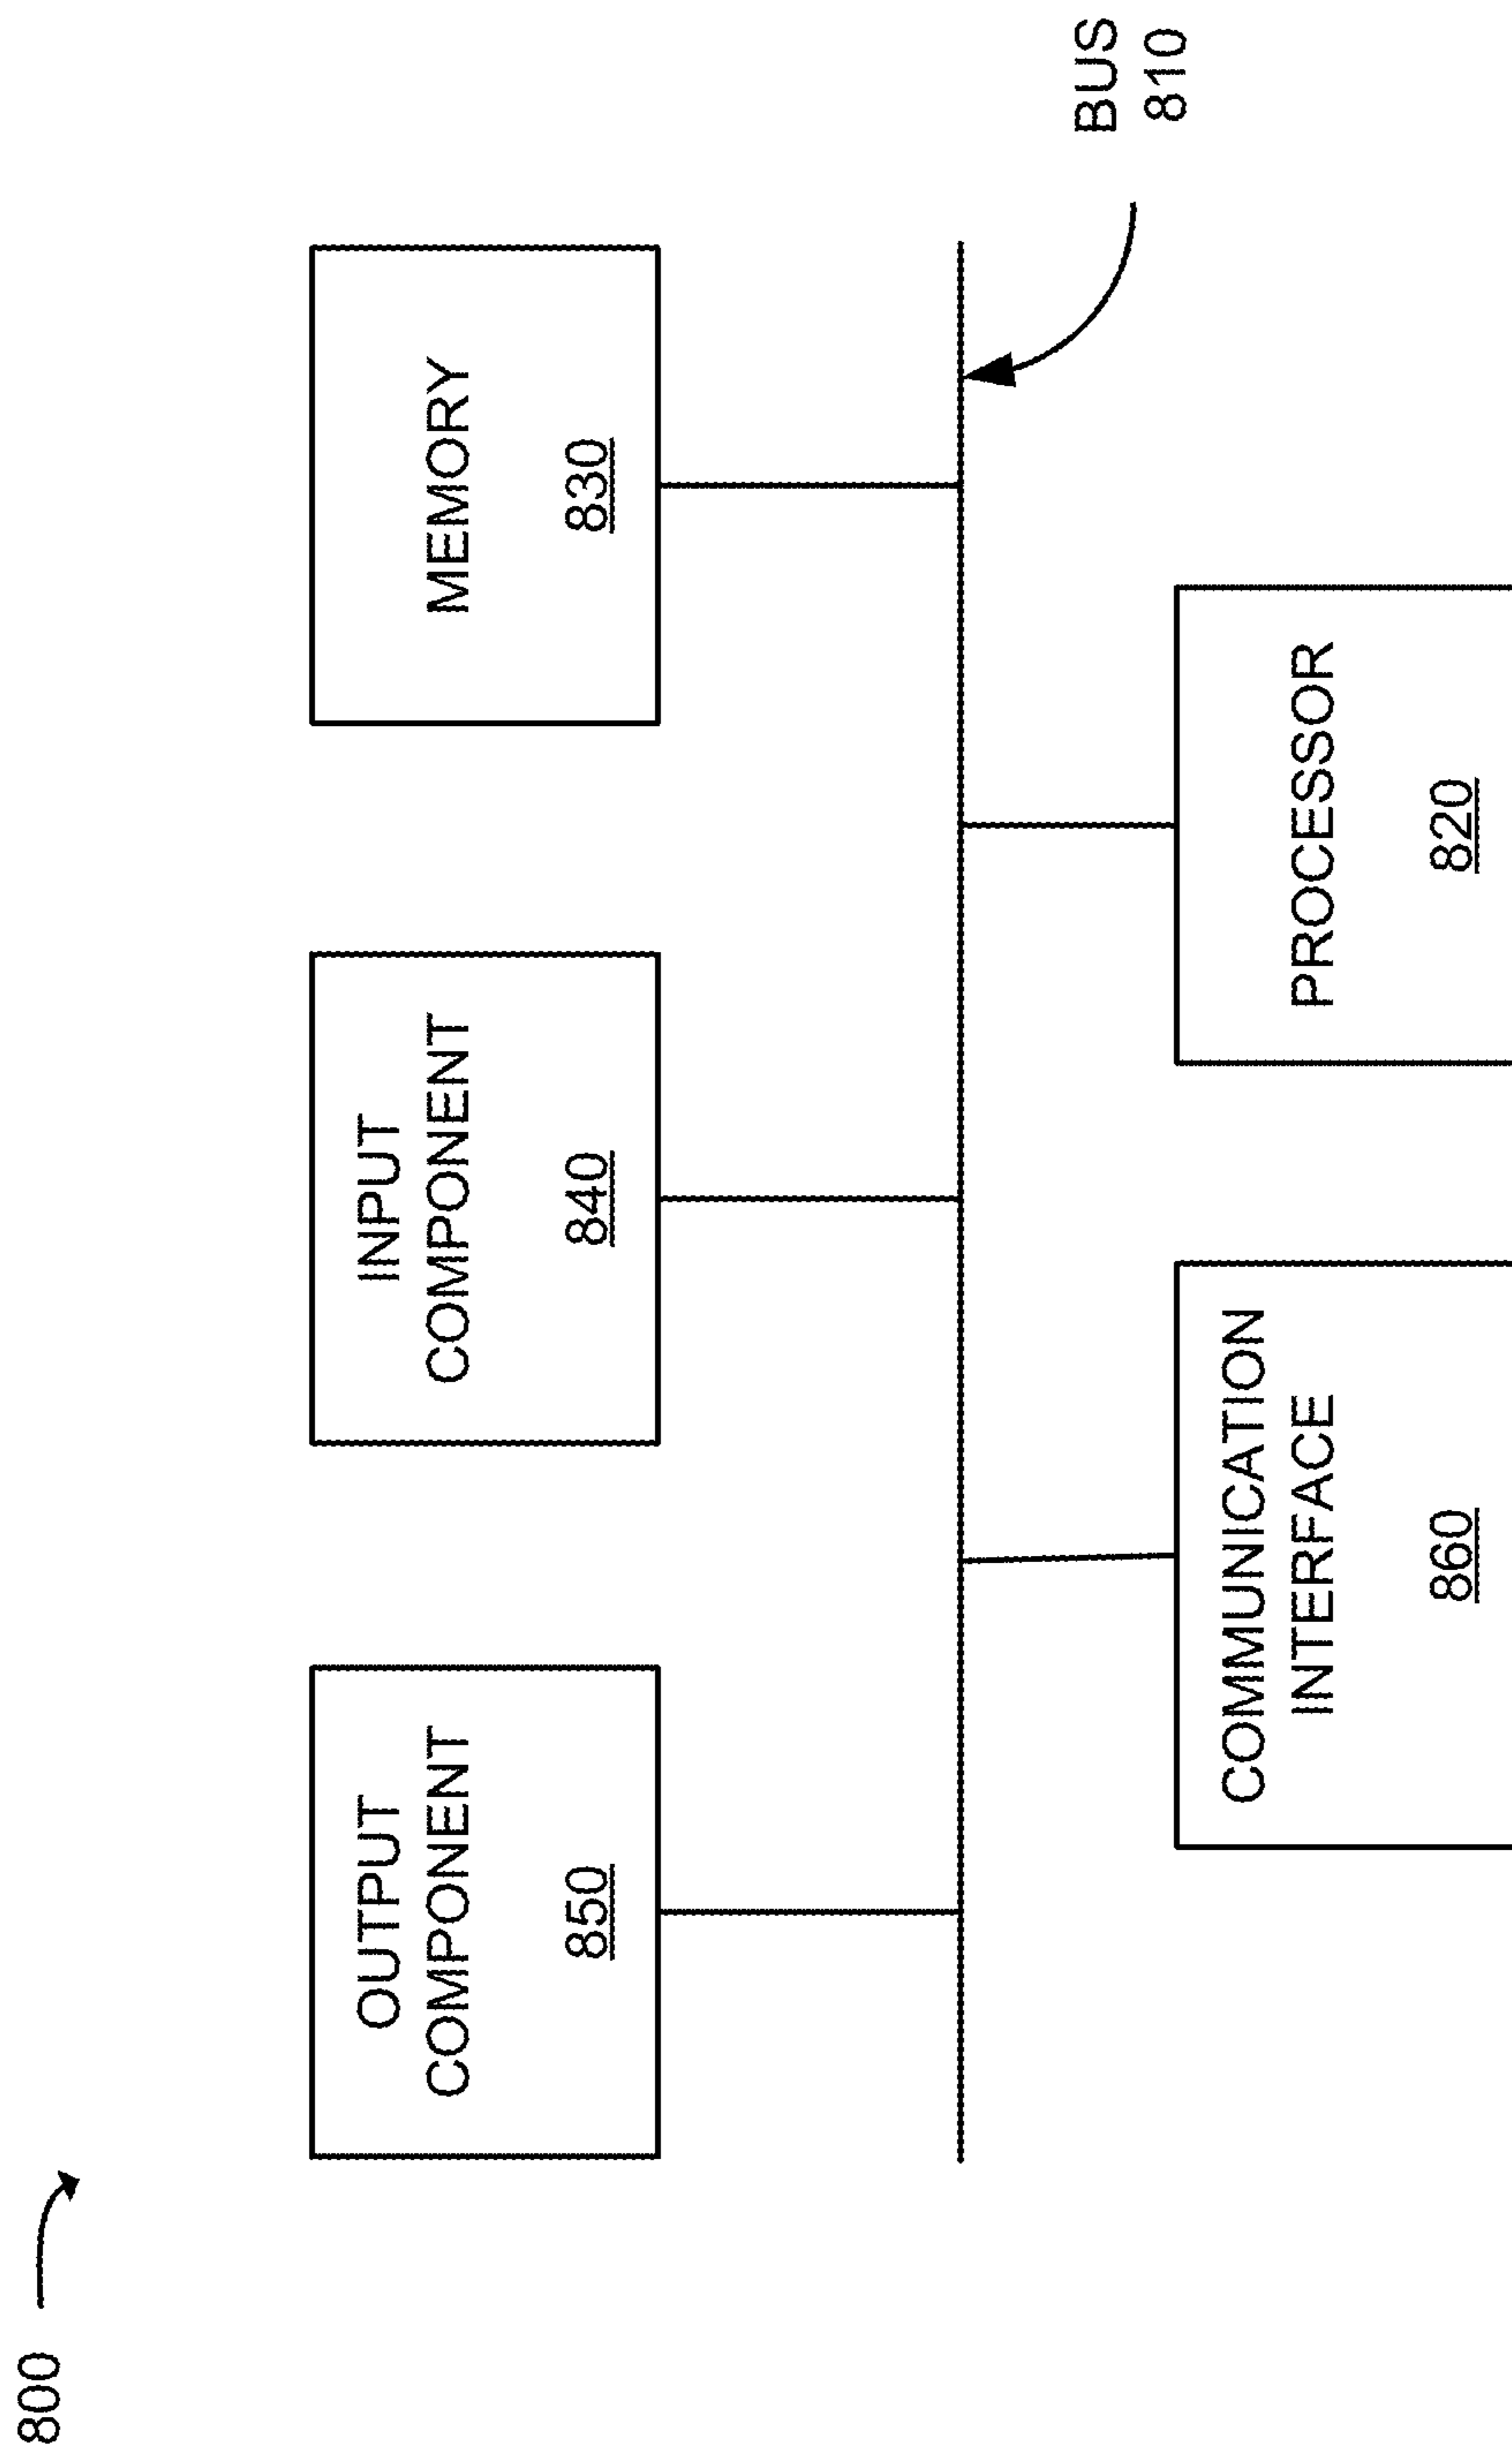 800
OUTPUT
COMPONENT
850
INPUT
COMPONENT
840
MEMORY
830
BUS
810
COMMUNICATION
INTERFACE
860
PROCESSOR
820